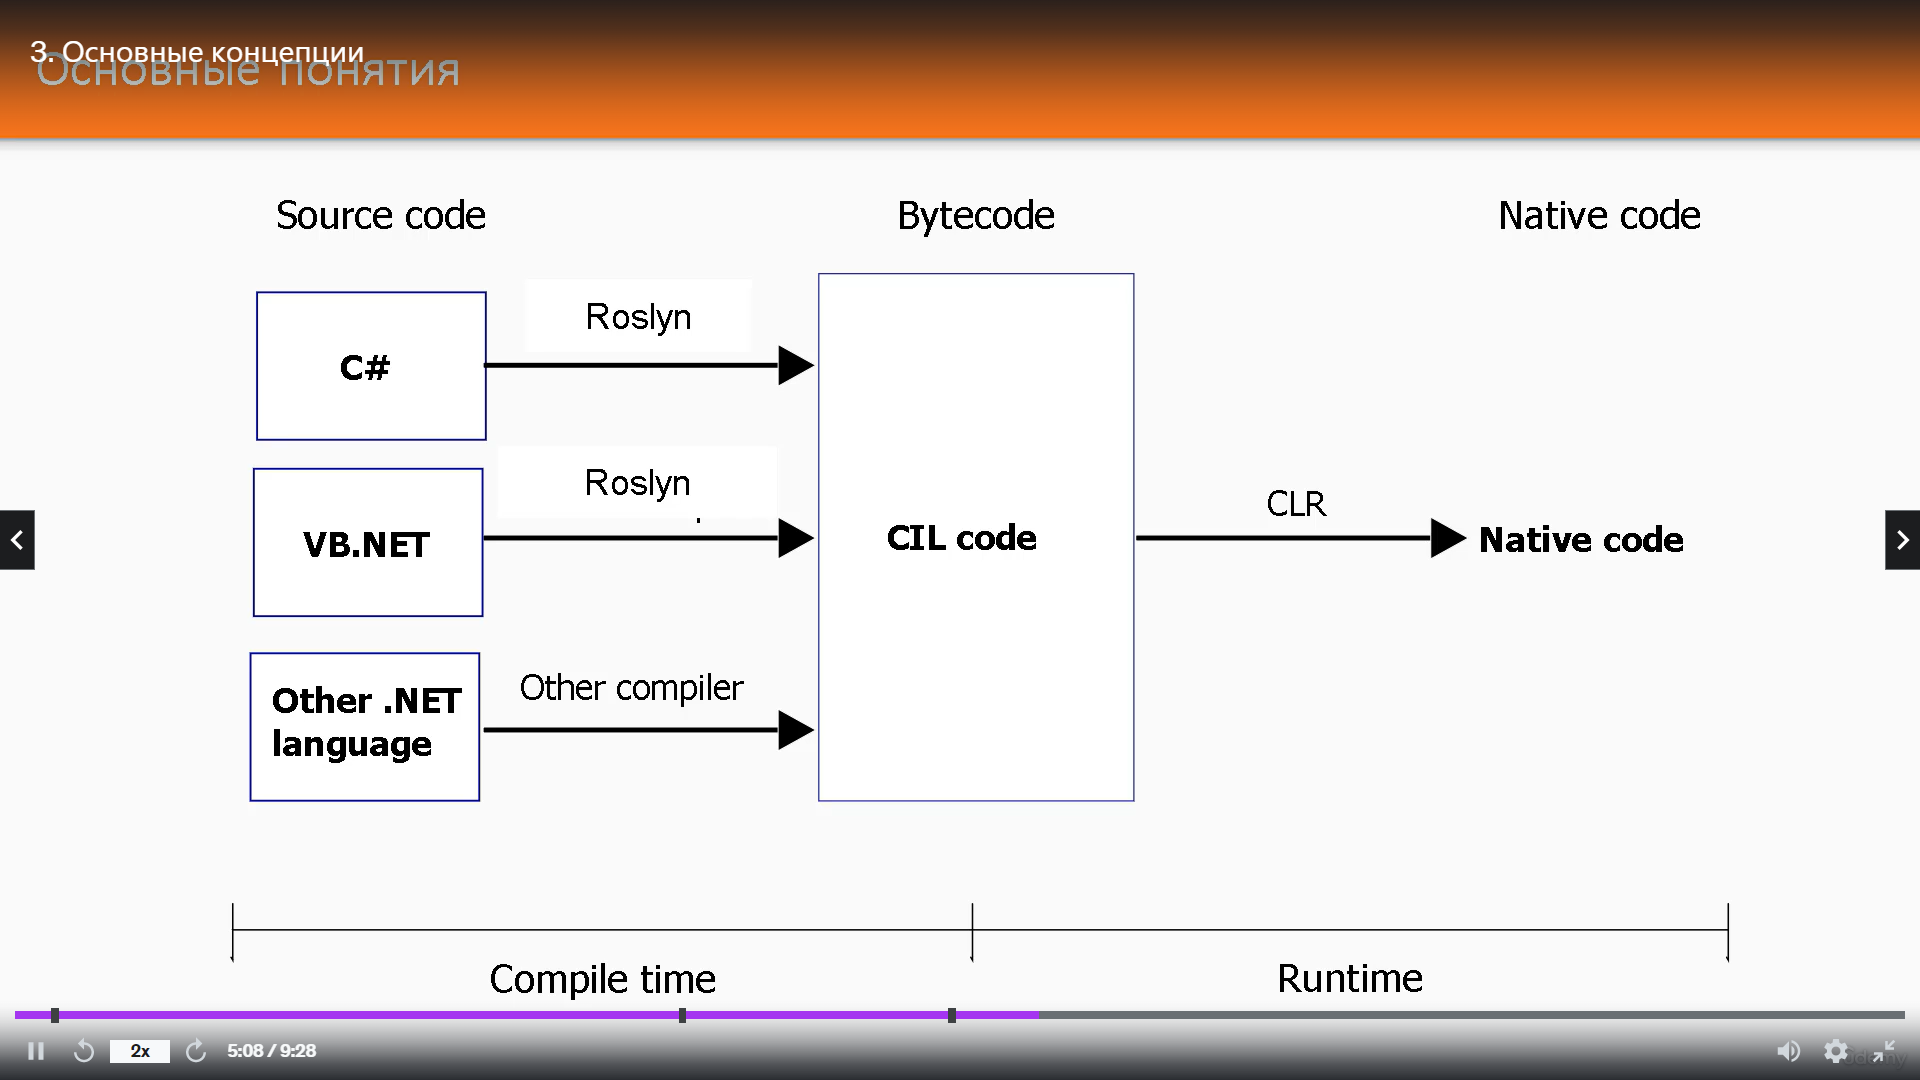 3. Основные концепции
Основные понятия
Source code
Bytecode
Native code
Roslyn
C#
Roslyn
VB.NET
CIL code
CLR
Native code
Other compiler
Other .NET
language
Compile time
Runtime
2x
5:08 / 9:28